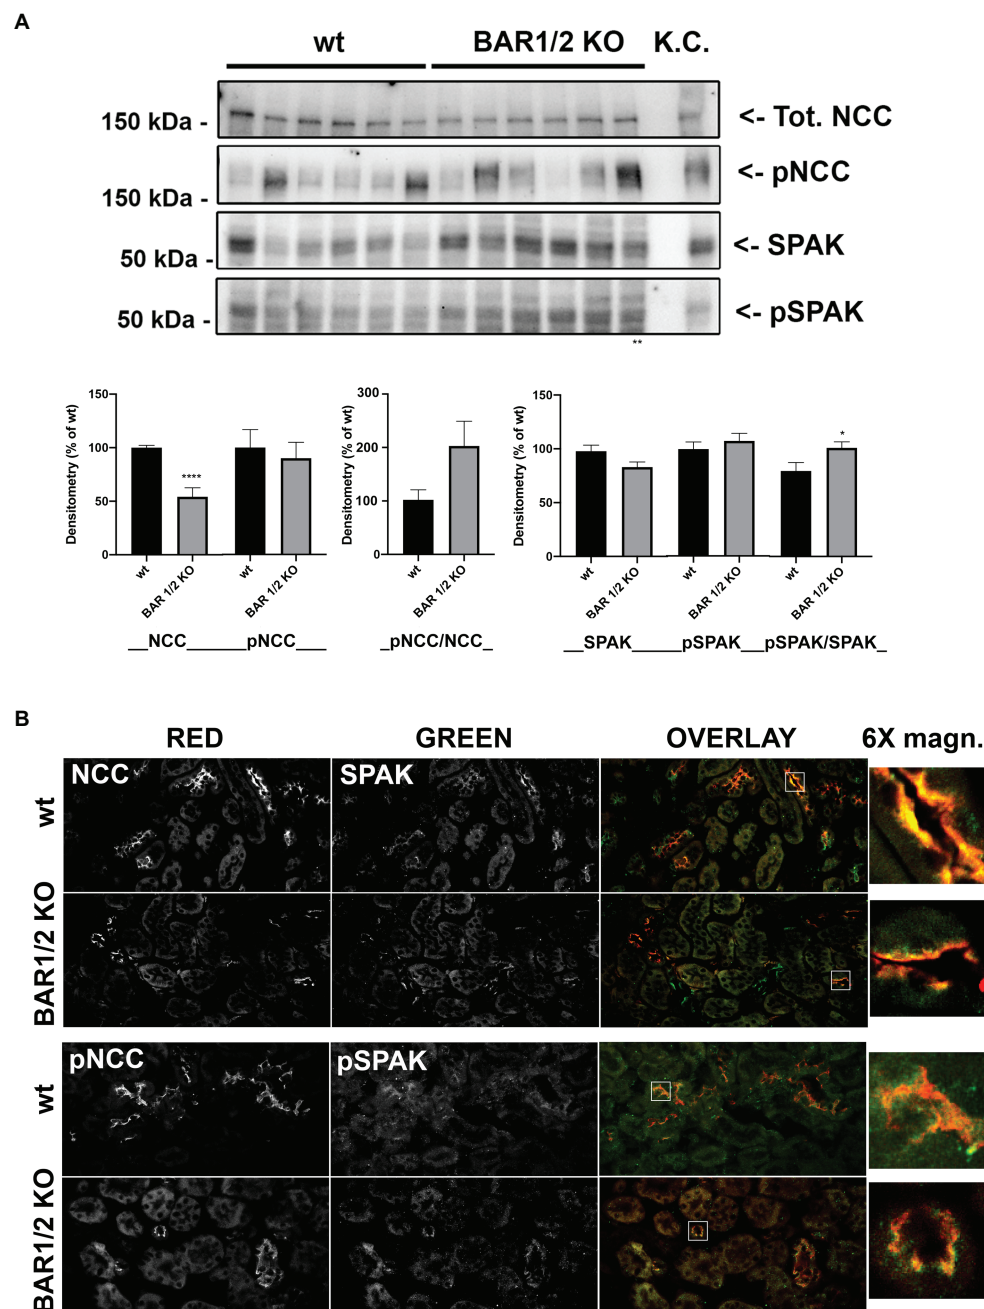 A
wt BAR1/2 KO K.C.
150 kDa - <- Tot. NCC
150 kDa - <- pNCC
50 kDa - <- SPAK
50 kDa - <- pSPAK
**
Densitometry (% of wt)
150
100
50
0
****
wt
BAR 1/2 KO
wt
BAR 1/2 KO
__NCC______pNCC___
Densitometry (% of wt)
300
200
100
0
wt
BAR 1/2 KO
_pNCC/NCC_
Densitometry (% of wt)
150
100
50
0
*
wt
BAR 1/2 KO
wt
BAR 1/2 KO
wt
BAR 1/2 KO
__SPAK_____pSPAK__pSPAK/SPAK_
B
RED GREEN OVERLAY 6X magn.
wt
NCC SPAK
BAR1/2 KO
wt
pNCC pSPAK
BAR1/2 KO